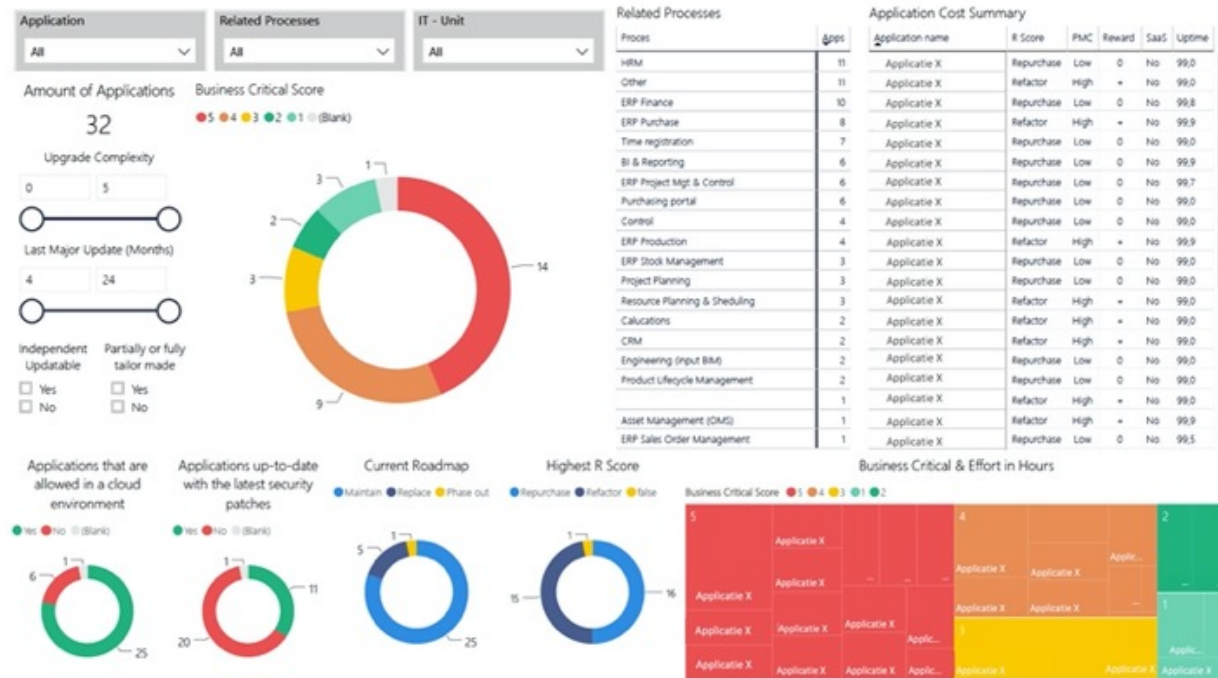 Application
All
Related Processes
All
IT - Unit
All
Amount of Applications
32
Upgrade Complexity
0 5
Last Major Update (Months)
4 24
Independent Updatable
Yes
No
Partially or fully tailor made
Yes
No
Business Critical Score
5 4 3 2 1 (Blank)
1
3
2
3
9
14
Related Processes
Proces Apps
HRM 11
Other 11
ERP Finance 10
ERP Purchase 8
Time registration 7
BI & Reporting 6
ERP Project Mgt & Control 6
Purchasing portal 6
Control 4
ERP Production 4
ERP Stock Management 3
Project Planning 3
Resource Planning & Sheduling 3
Calucations 2
CRM 2
Engineering (input BIM) 2
Product Lifecycle Management 2
1
Asset Management (OMS) 1
ERP Sales Order Management 1
Application Cost Summary
Application name R Score PMC Reward SaaS Uptime
Applicatie X Repurchase Low 0 No 99,0
Applicatie X Refactor High + No 99,0
Applicatie X Repurchase Low 0 No 99,8
Applicatie X Refactor High + No 99,9
Applicatie X Repurchase Low 0 No 99,0
Applicatie X Repurchase Low 0 No 99,9
Applicatie X Repurchase Low 0 No 99,7
Applicatie X Repurchase Low 0 No 99,0
Applicatie X Repurchase Low 0 No 99,0
Applicatie X Refactor High + No 99,9
Applicatie X Repurchase Low 0 No 99,0
Applicatie X Repurchase Low 0 No 99,0
Applicatie X Refactor High + No 99,0
Applicatie X Refactor High + No 99,0
Applicatie X Refactor High + No 99,0
Applicatie X Repurchase Low 0 No 99,0
Applicatie X Repurchase Low 0 No 99,0
Applicatie X Refactor High + No 99,0
Applicatie X Refactor High + No 99,9
Applicatie X Repurchase Low 0 No 99,5
Applications that are
allowed in a cloud
environment
Yes No (Blank)
1
6
25
Applications up-to-date
with the latest security
patches
Yes No (Blank)
1
11
20
Current Roadmap
Maintain Replace Phase out
1
5
25
Highest R Score
Repurchase Refactor false
1
15
16
Business Critical & Effort in Hours
Business Critical Score 5 4 3 1 2
5
Applicatie X
Applicatie X
Applicatie X
Applicatie X
Applicatie X
Applicatie X
Applicatie X
...
...
...
Applicatie X
Applicatie X
Applic...
Applic...
4
Applicatie X
Applicatie X
Applicatie X
Applicatie X
Applic...
...
3
Applicatie X
Applicatie X
2
...
1
Applic...
Applicatie X